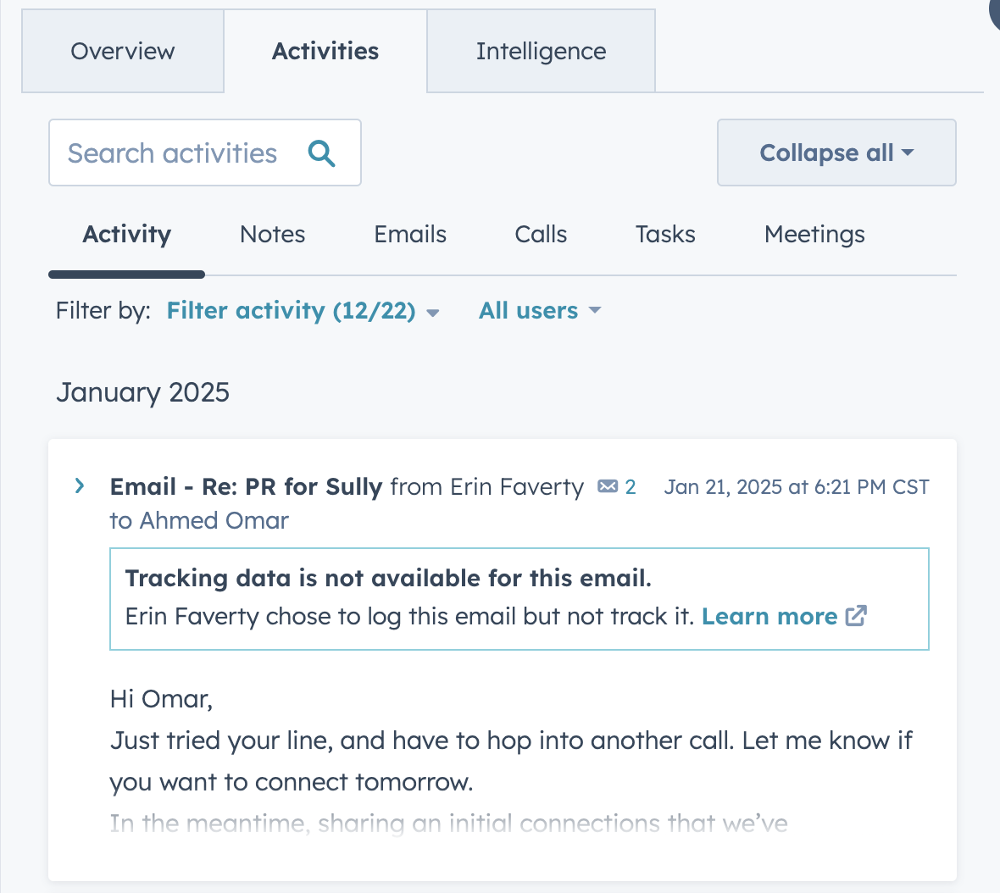 Overview Activities Intelligence
Search activities Collapse all
Activity Notes Emails Calls Tasks Meetings
Filter by: Filter activity (12/22) All users
January 2025
Email - Re: PR for Sully from Erin Faverty 2 Jan 21, 2025 at 6:21 PM CST
to Ahmed Omar
Tracking data is not available for this email.
Erin Faverty chose to log this email but not track it. Learn more
Hi Omar,
Just tried your line, and have to hop into another call. Let me know if
you want to connect tomorrow.
In the meantime, sharing an initial connections that we’ve